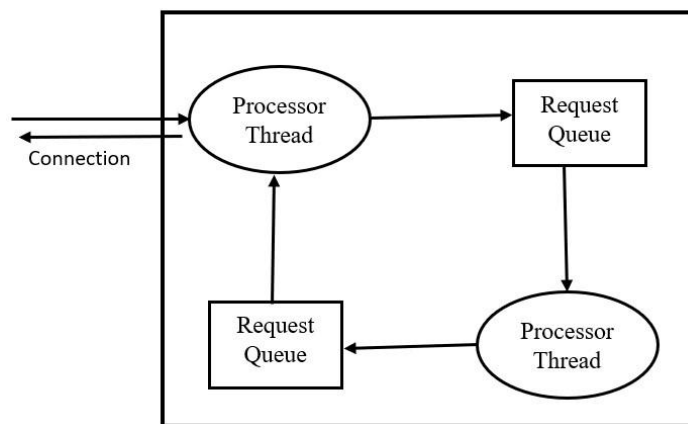 Processor
Thread
Request
Queue
Connection
Request
Queue
Processor
Thread